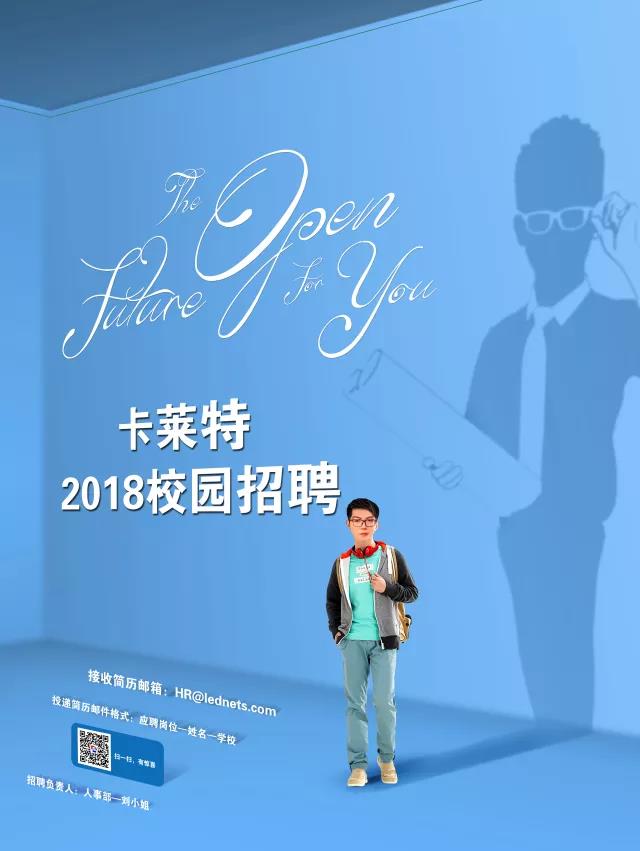 The Open
Future For You
卡莱特
2018校园招聘
接收简历邮箱：HR@lednets.com
投递简历邮件格式：应聘岗位—姓名—学校
扫一扫，有惊喜
招聘负责人：人事部—刘小姐